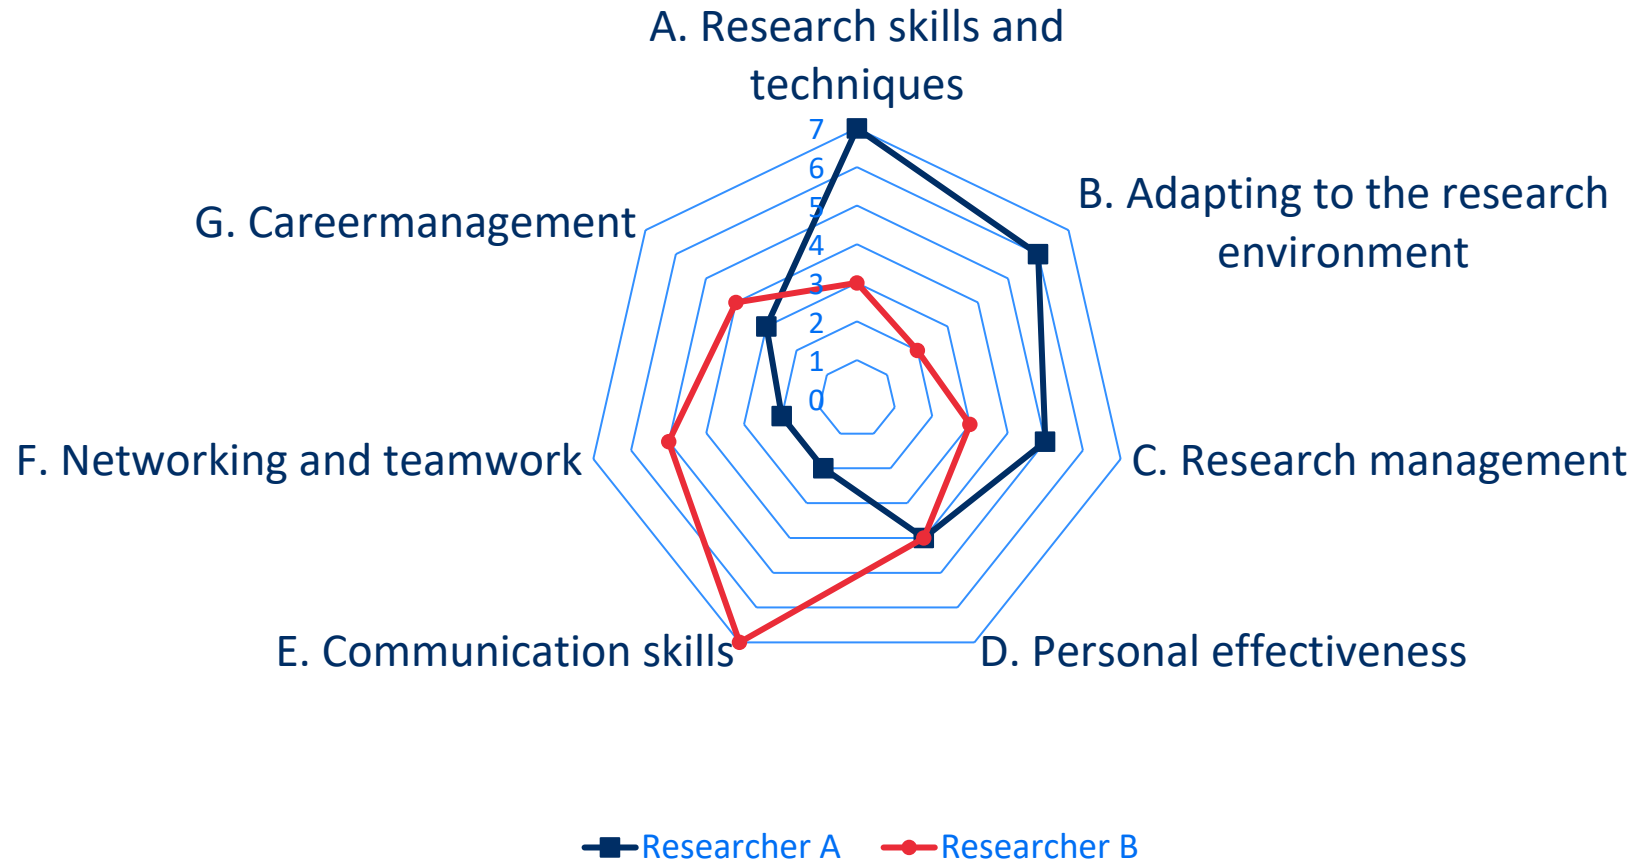 A. Research skills and
techniques
7
6
5
4
3
2
1
0
B. Adapting to the research
environment
G. Careermanagement
F. Networking and teamwork
C. Research management
E. Communication skills
D. Personal effectiveness
Researcher A
Researcher B